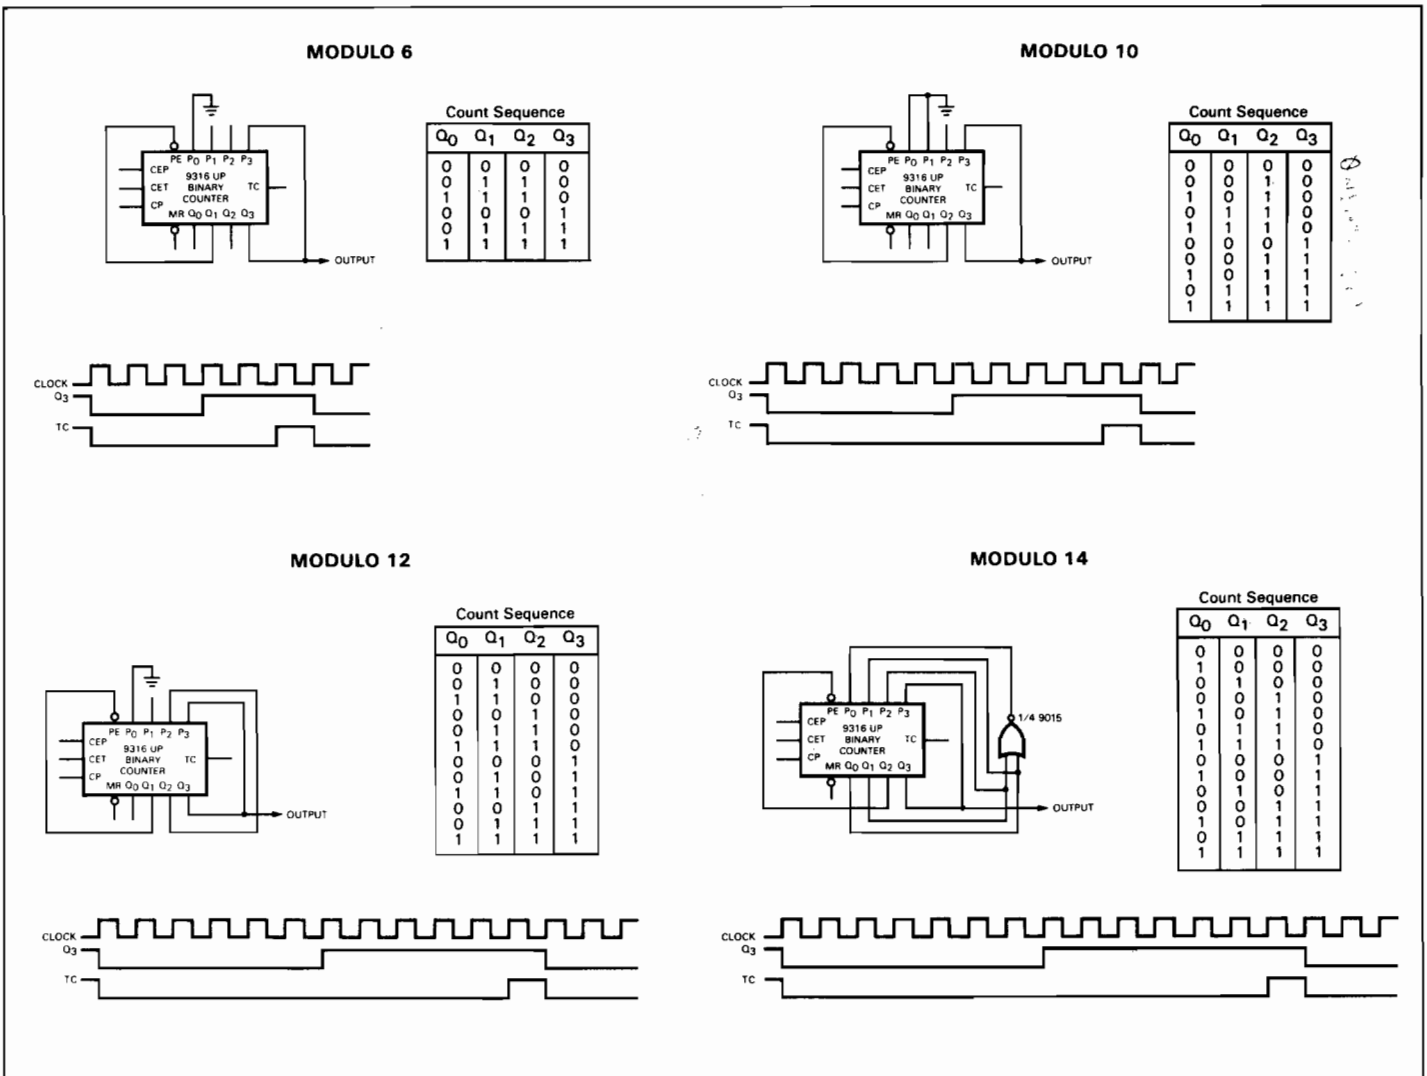 MODULO 6
PE P0 P1 P2 P3
CEP
9316 UP
CET BINARY TC
COUNTER
CP
MR Q0 Q1 Q2 Q3
OUTPUT
Count Sequence
Q0 Q1 Q2 Q3
0 0 0 0
0 1 1 0
1 1 1 0
0 0 0 1
0 1 1 1
1 1 1 1
CLOCK
Q3
TC
MODULO 10
PE P0 P1 P2 P3
CEP
9316 UP
CET BINARY TC
COUNTER
CP
MR Q0 Q1 Q2 Q3
OUTPUT
Count Sequence
Q0 Q1 Q2 Q3
0 0 0 0
0 0 1 0
1 0 1 0
0 1 1 0
1 1 1 0
0 0 0 1
0 0 1 1
1 0 1 1
0 1 1 1
1 1 1 1
CLOCK
Q3
TC
MODULO 12
PE P0 P1 P2 P3
CEP
9316 UP
CET BINARY TC
COUNTER
CP
MR Q0 Q1 Q2 Q3
OUTPUT
Count Sequence
Q0 Q1 Q2 Q3
0 0 0 0
0 1 0 0
1 1 0 0
0 0 1 0
0 1 1 0
1 1 1 0
0 0 0 1
0 1 0 1
1 1 0 1
0 0 1 1
0 1 1 1
1 1 1 1
CLOCK
Q3
TC
MODULO 14
PE P0 P1 P2 P3
CEP
9316 UP
CET BINARY TC
COUNTER
CP
MR Q0 Q1 Q2 Q3
1/4 9015
OUTPUT
Count Sequence
Q0 Q1 Q2 Q3
0 0 0 0
1 0 0 0
0 1 0 0
0 0 1 0
1 0 1 0
0 1 1 0
1 1 1 0
0 0 0 1
1 0 0 1
0 1 0 1
0 0 1 1
1 0 1 1
0 1 1 1
1 1 1 1
CLOCK
Q3
TC